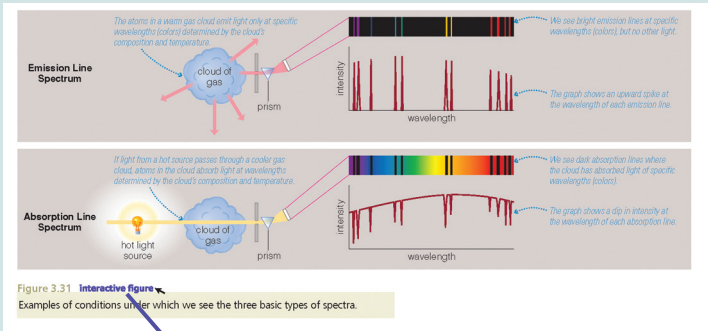 The atoms in a warm gas cloud emit light only at specific
wavelengths (colors) determined by the cloud's
composition and temperature.
We see bright emission lines at specific
wavelengths (colors), but no other light.
Emission Line
Spectrum
cloud of
gas
prism
intensity
wavelength
The graph shows an upward spike at
the wavelength of each emission line.
If light from a hot source passes through a cooler gas
cloud, atoms in the cloud absorb light at wavelengths
determined by the cloud's composition and temperature.
We see dark absorption lines where
the cloud has absorbed light of specific
wavelengths (colors).
Absorption Line
Spectrum
hot light
source
cloud of
gas
prism
intensity
wavelength
The graph shows a dip in intensity at
the wavelength of each absorption line.
Figure 3.31 interactive figure
Examples of conditions under which we see the three basic types of spectra.